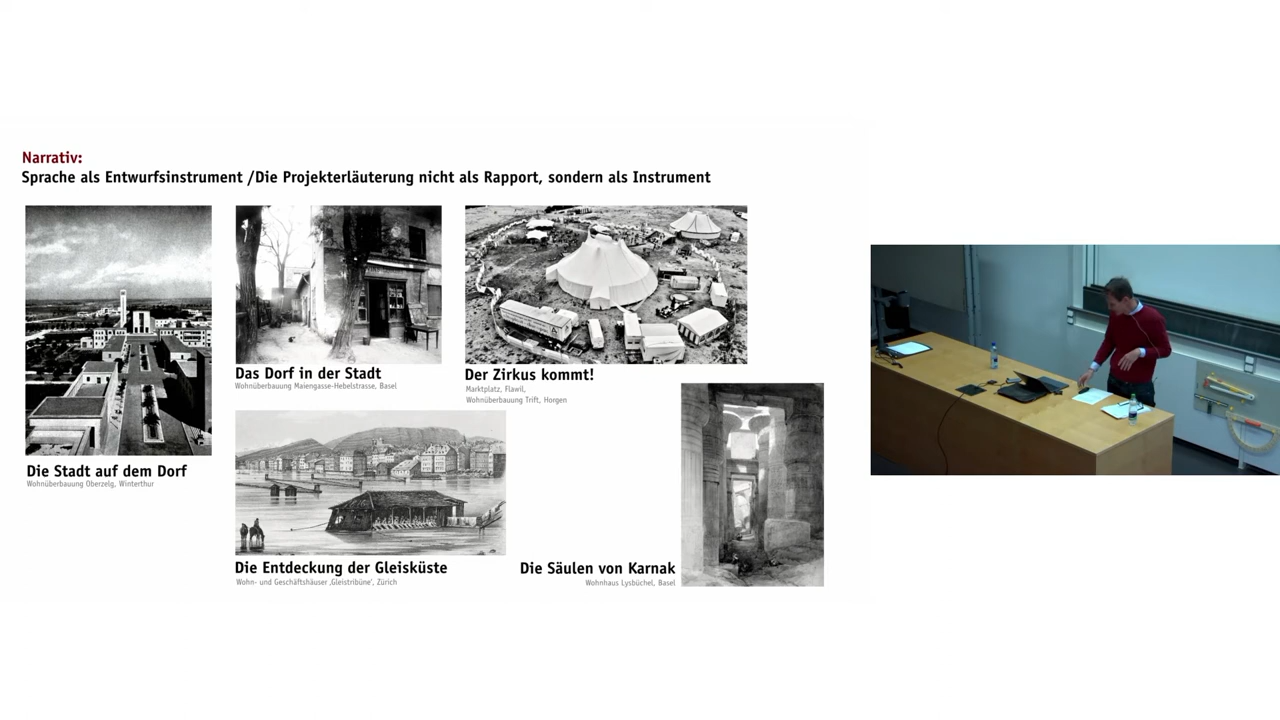 Narrativ:
Sprache als Entwurfsinstrument /Die Projekterläuterung nicht als Rapport, sondern als Instrument
Die Stadt auf dem Dorf
Wohnüberbauung Oberzelg, Winterthur
Das Dorf in der Stadt
Wohnüberbauung Maiengasse-Hebelstrasse, Basel
Der Zirkus kommt!
Marktplatz, Flawil,
Wohnüberbauung Trift, Horgen
Die Entdeckung der Gleisküste
Wohn- und Geschäftshäuser ‚Gleistribüne', Zürich
Die Säulen von Karnak
Wohnhaus Lysbüchel, Basel